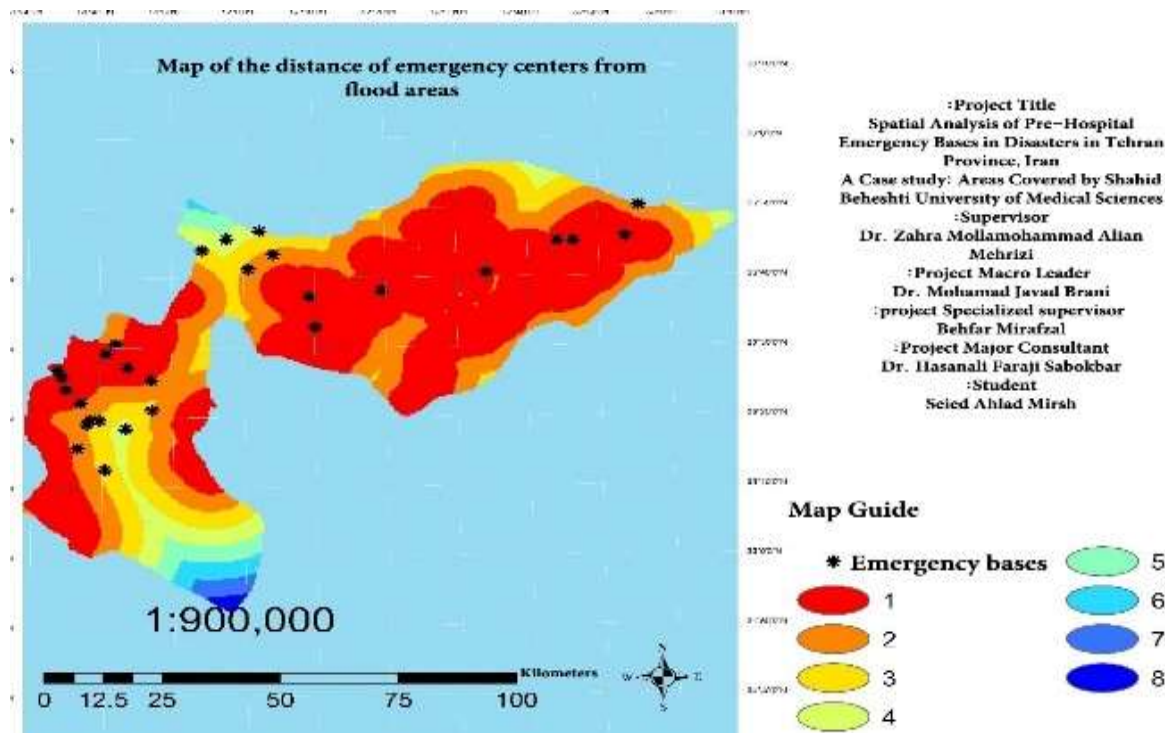 Map of the distance of emergency centers from
flood areas
:Project Title
Spatial Analysis of Pre-Hospital
Emergency Bases in Disasters in Tehran
Province, Iran
A Case study: Areas Covered by Shahid
Beheshti University of Medical Sciences
:Supervisor
Dr. Zahra Mollamohammad Alian
Mehrizi
:Project Macro Leader
Dr. Mohamad Javad Brani
:project Specialized supervisor
Behfar Mirafzal
:Project Major Consultant
Dr. Hasanali Faraji Sabokbar
:Student
Seied Ahlad Mirsh
Map Guide
Emergency bases
1
2
3
4
5
6
7
8
1:900,000
Kilometers
0 12.5 25 50 75 100
N
W E
S